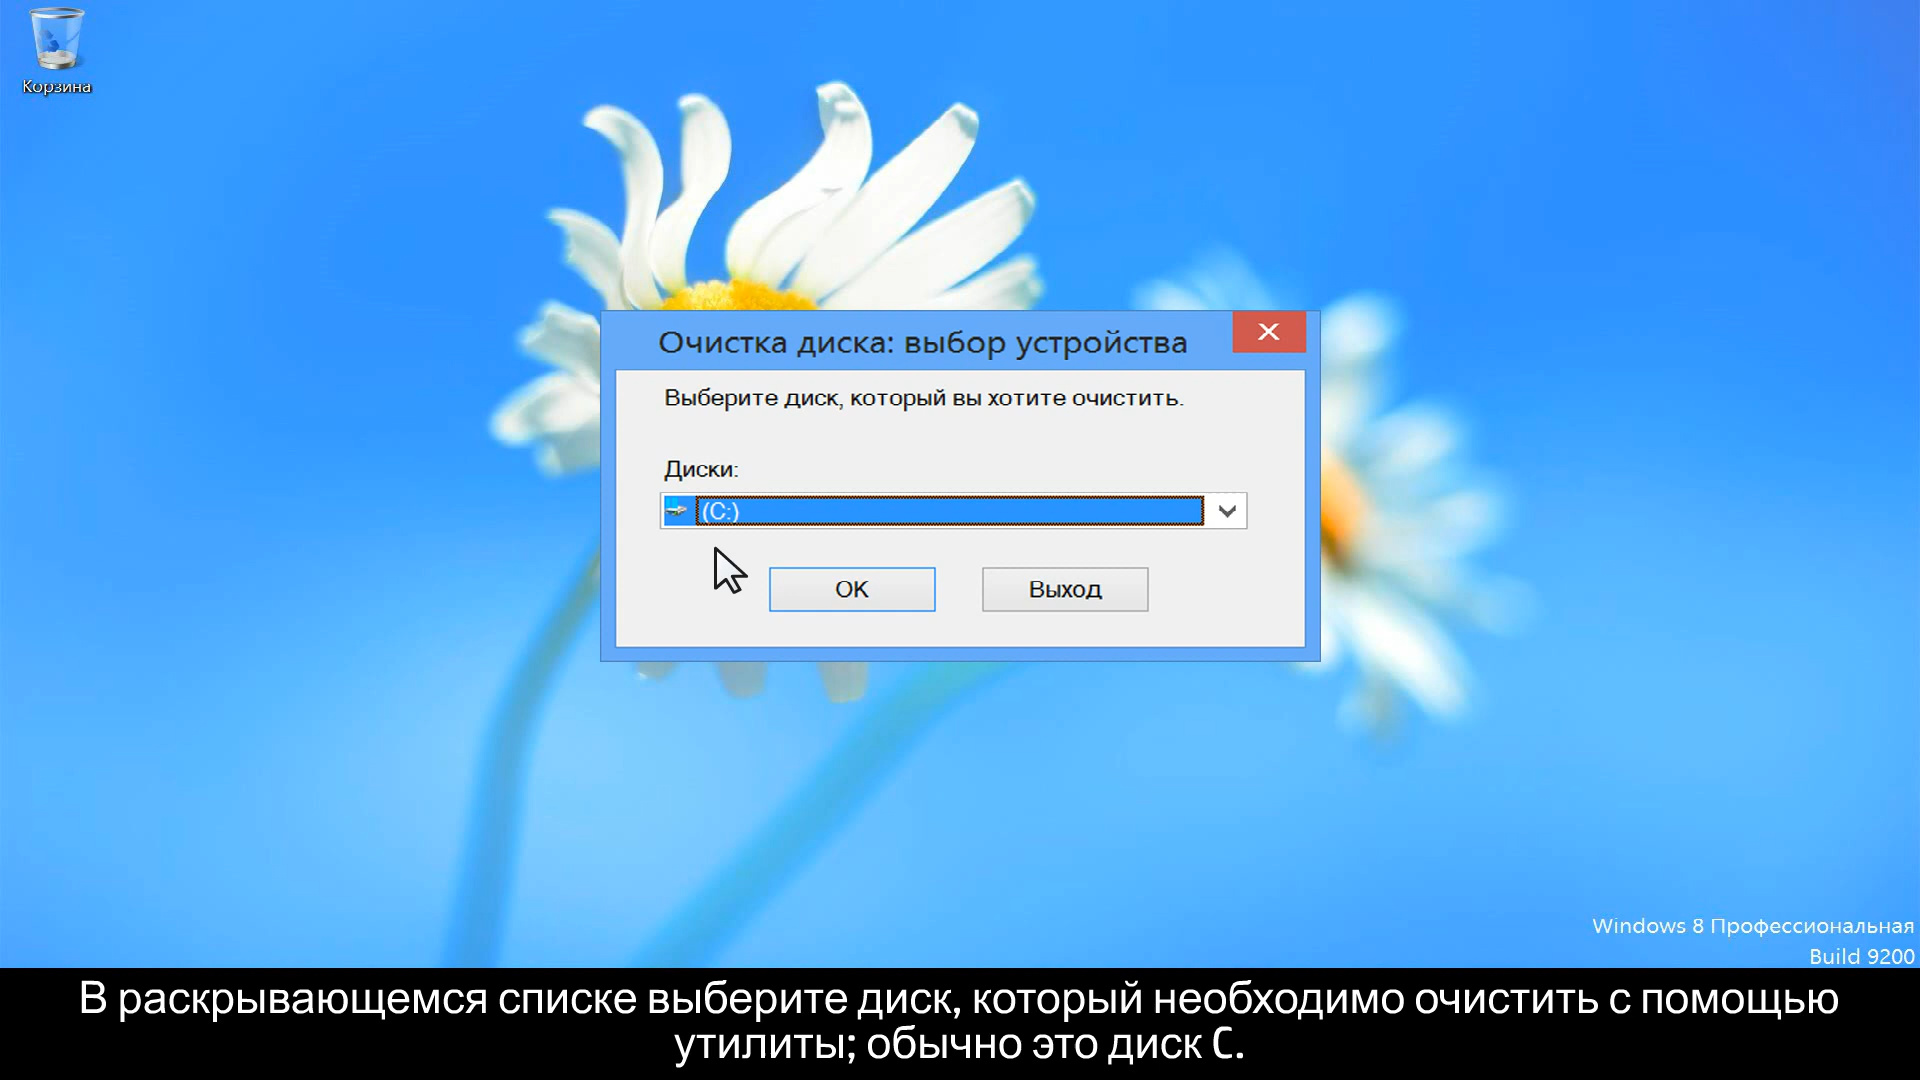 Корзина
Очистка диска: выбор устройства
Выберите диск, который вы хотите очистить.
Диски:
(C:)
ОК
Выход
Windows 8 Профессиональная
Build 9200
В раскрывающемся списке выберите диск, который необходимо очистить с помощью
утилиты; обычно это диск C.